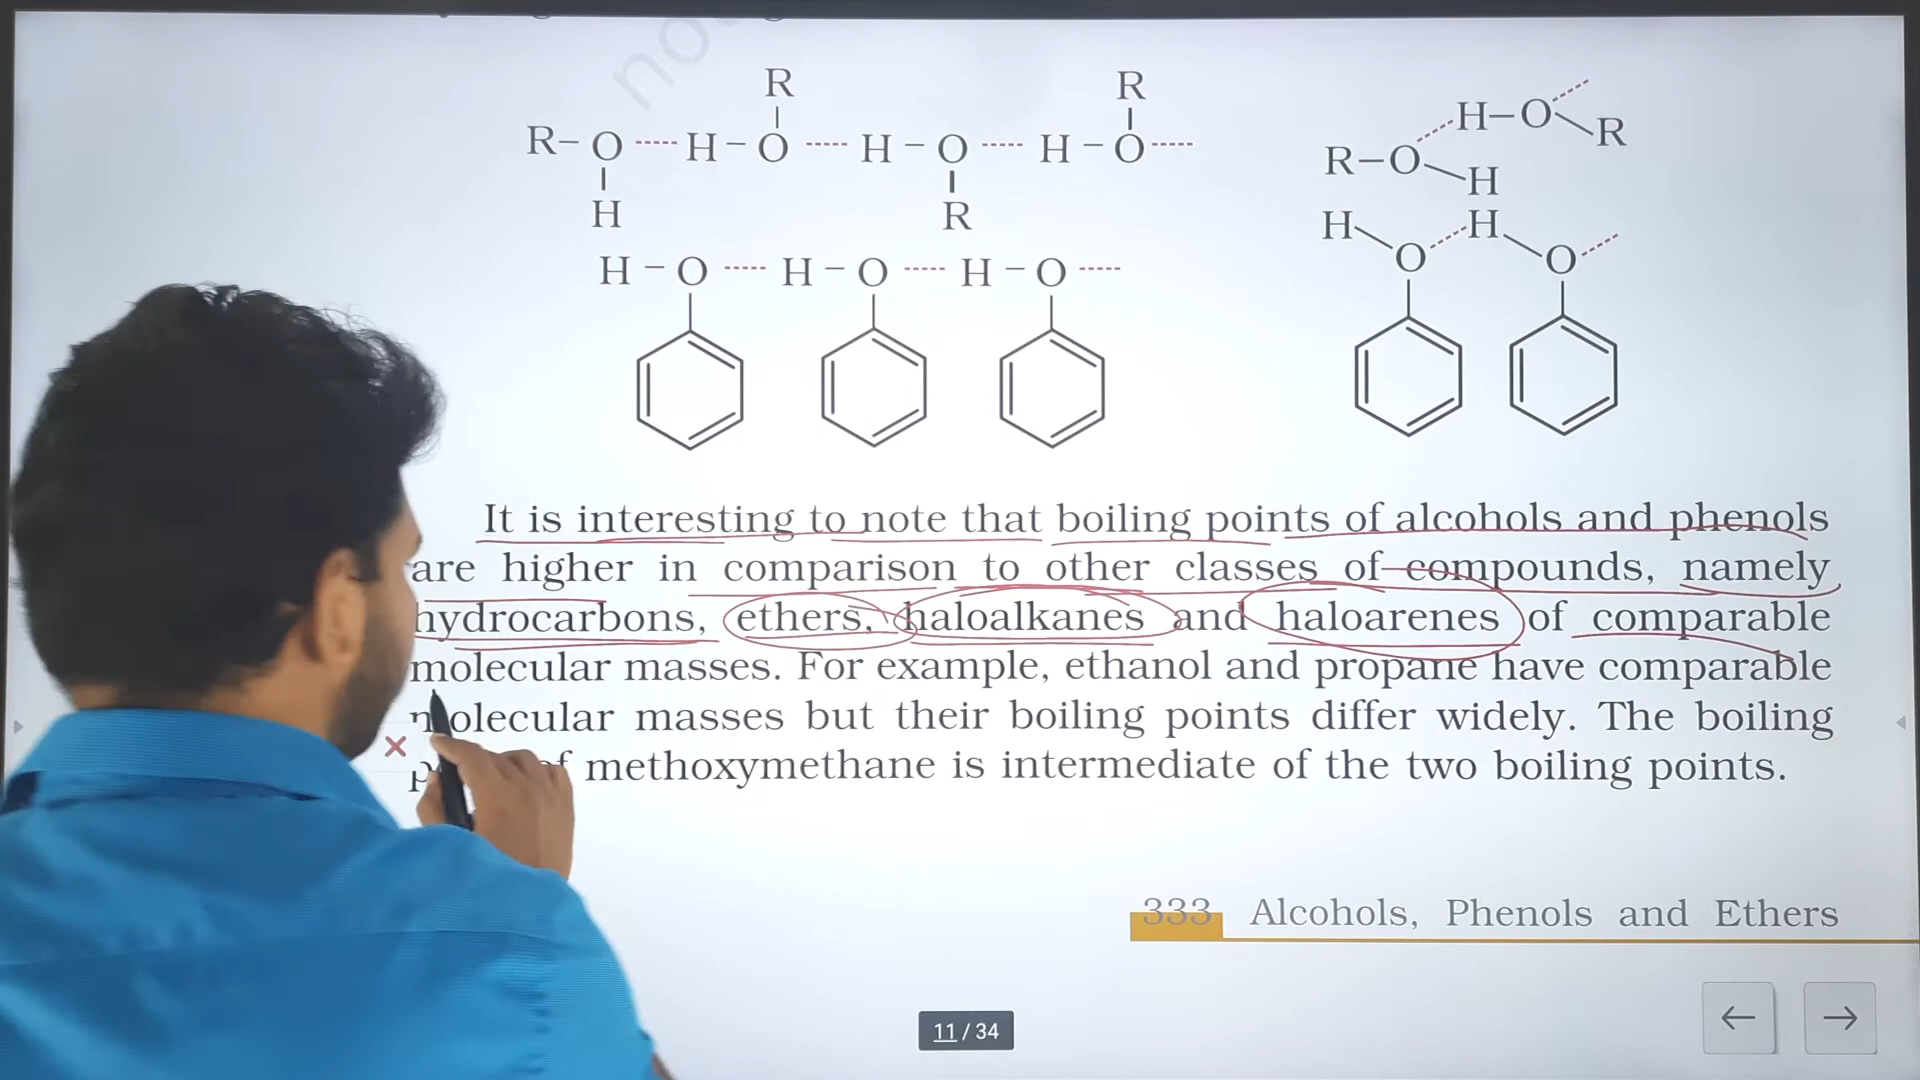 no
R R
R– O ----- H – O ----- H – O ----- H – O -----
H R
H–O R
R–O H
H – O ----- H – O ----- H – O -----
H O H O
It is interesting to note that boiling points of alcohols and phenols
are higher in comparison to other classes of compounds, namely
hydrocarbons, ethers, haloalkanes and haloarenes of comparable
molecular masses. For example, ethanol and propane have comparable
molecular masses but their boiling points differ widely. The boiling
of methoxymethane is intermediate of the two boiling points.
333 Alcohols, Phenols and Ethers
11 / 34